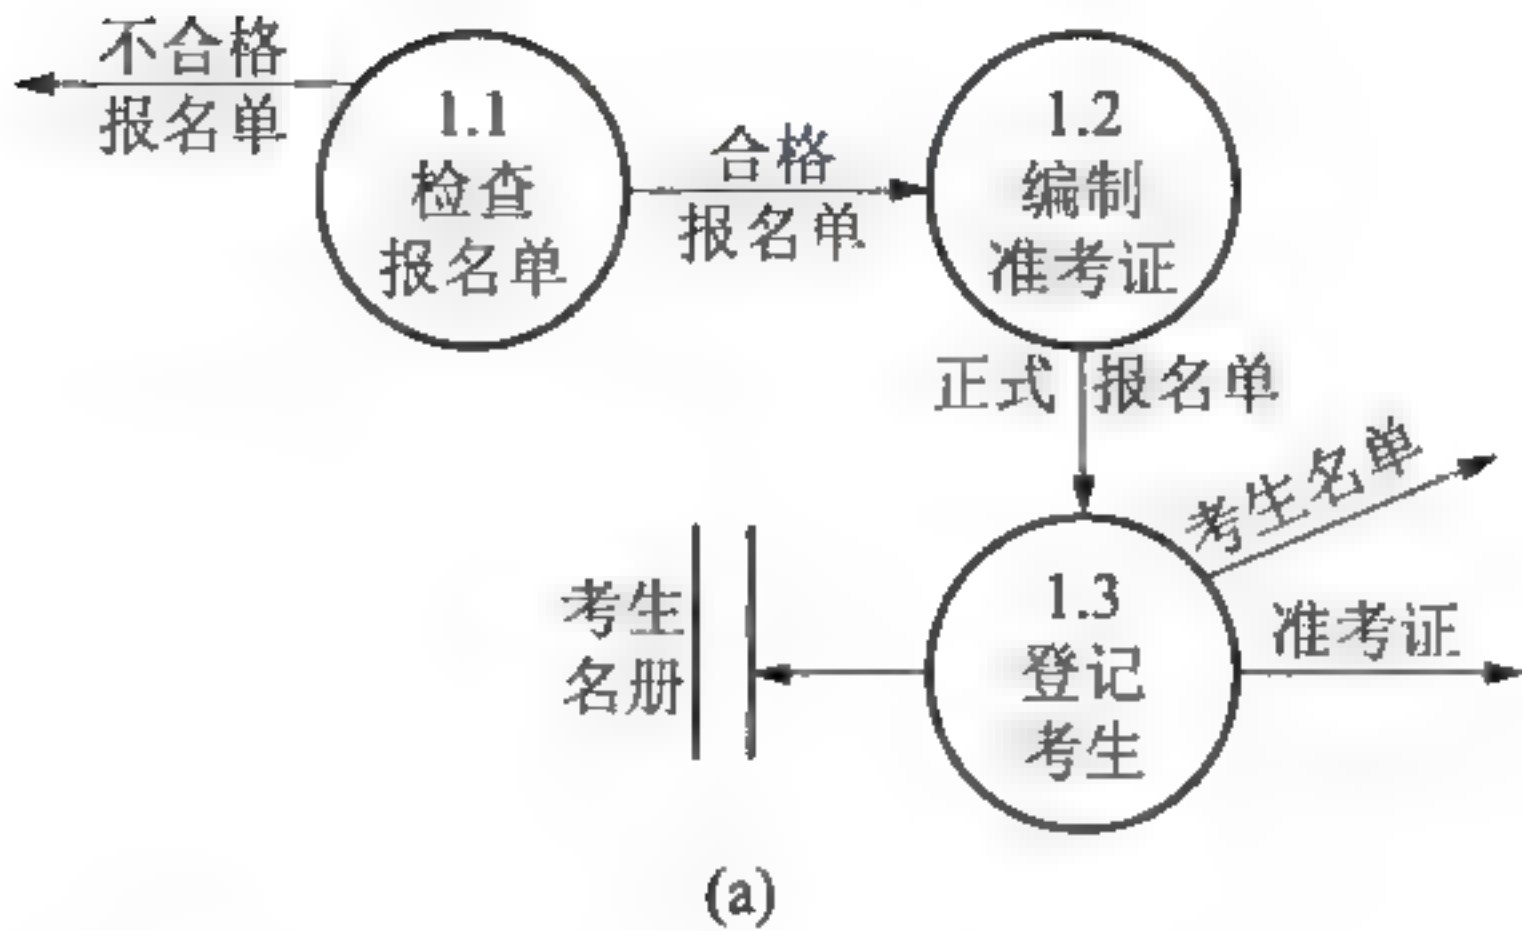 不合格
报名单
1.1
检查
报名单
合格
报名单
1.2
编制
准考证
正式 报名单
考生名单
考生
名册
1.3
登记
考生
准考证
(a)